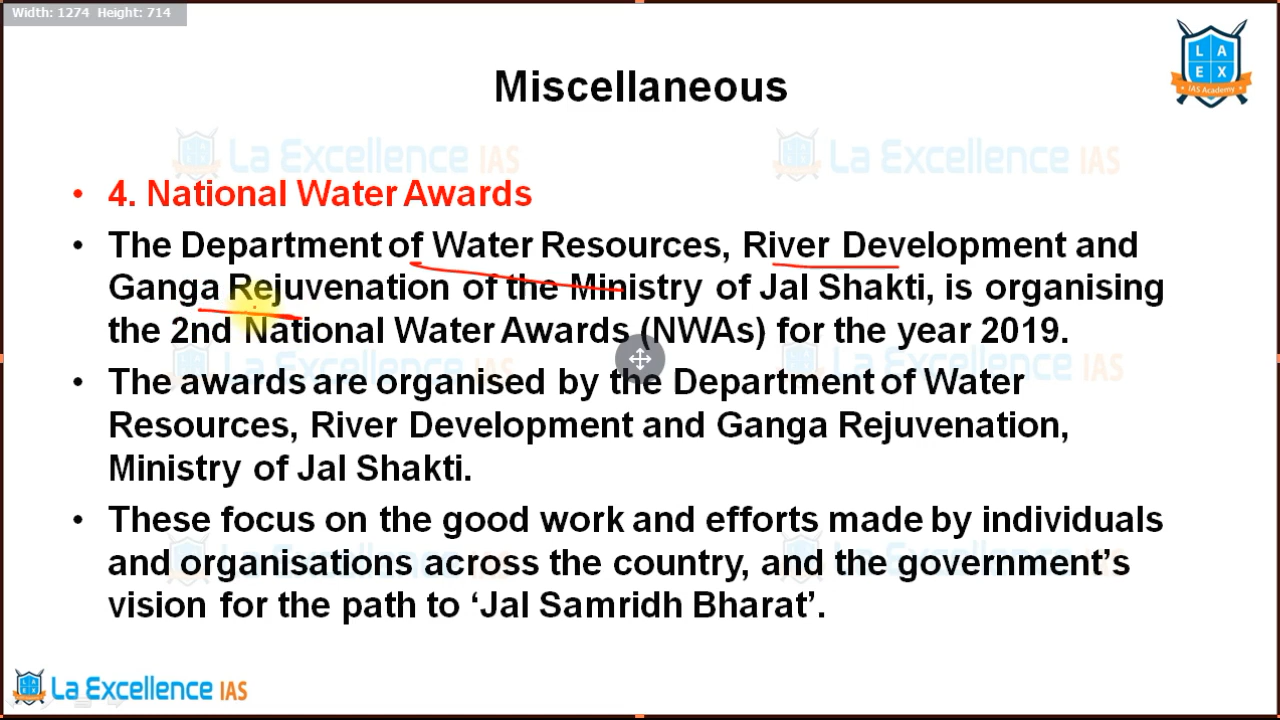 Width: 1274 Height: 714
LA
EX
IAS Academy
Miscellaneous
La Excellence IAS La Excellence IAS
• 4. National Water Awards
• The Department of Water Resources, River Development and
Ganga Rejuvenation of the Ministry of Jal Shakti, is organising
the 2nd National Water Awards (NWAs) for the year 2019.
• The awards are organised by the Department of Water
Resources, River Development and Ganga Rejuvenation,
Ministry of Jal Shakti.
• These focus on the good work and efforts made by individuals
and organisations across the country, and the government’s
vision for the path to ‘Jal Samridh Bharat’.
La Excellence IAS